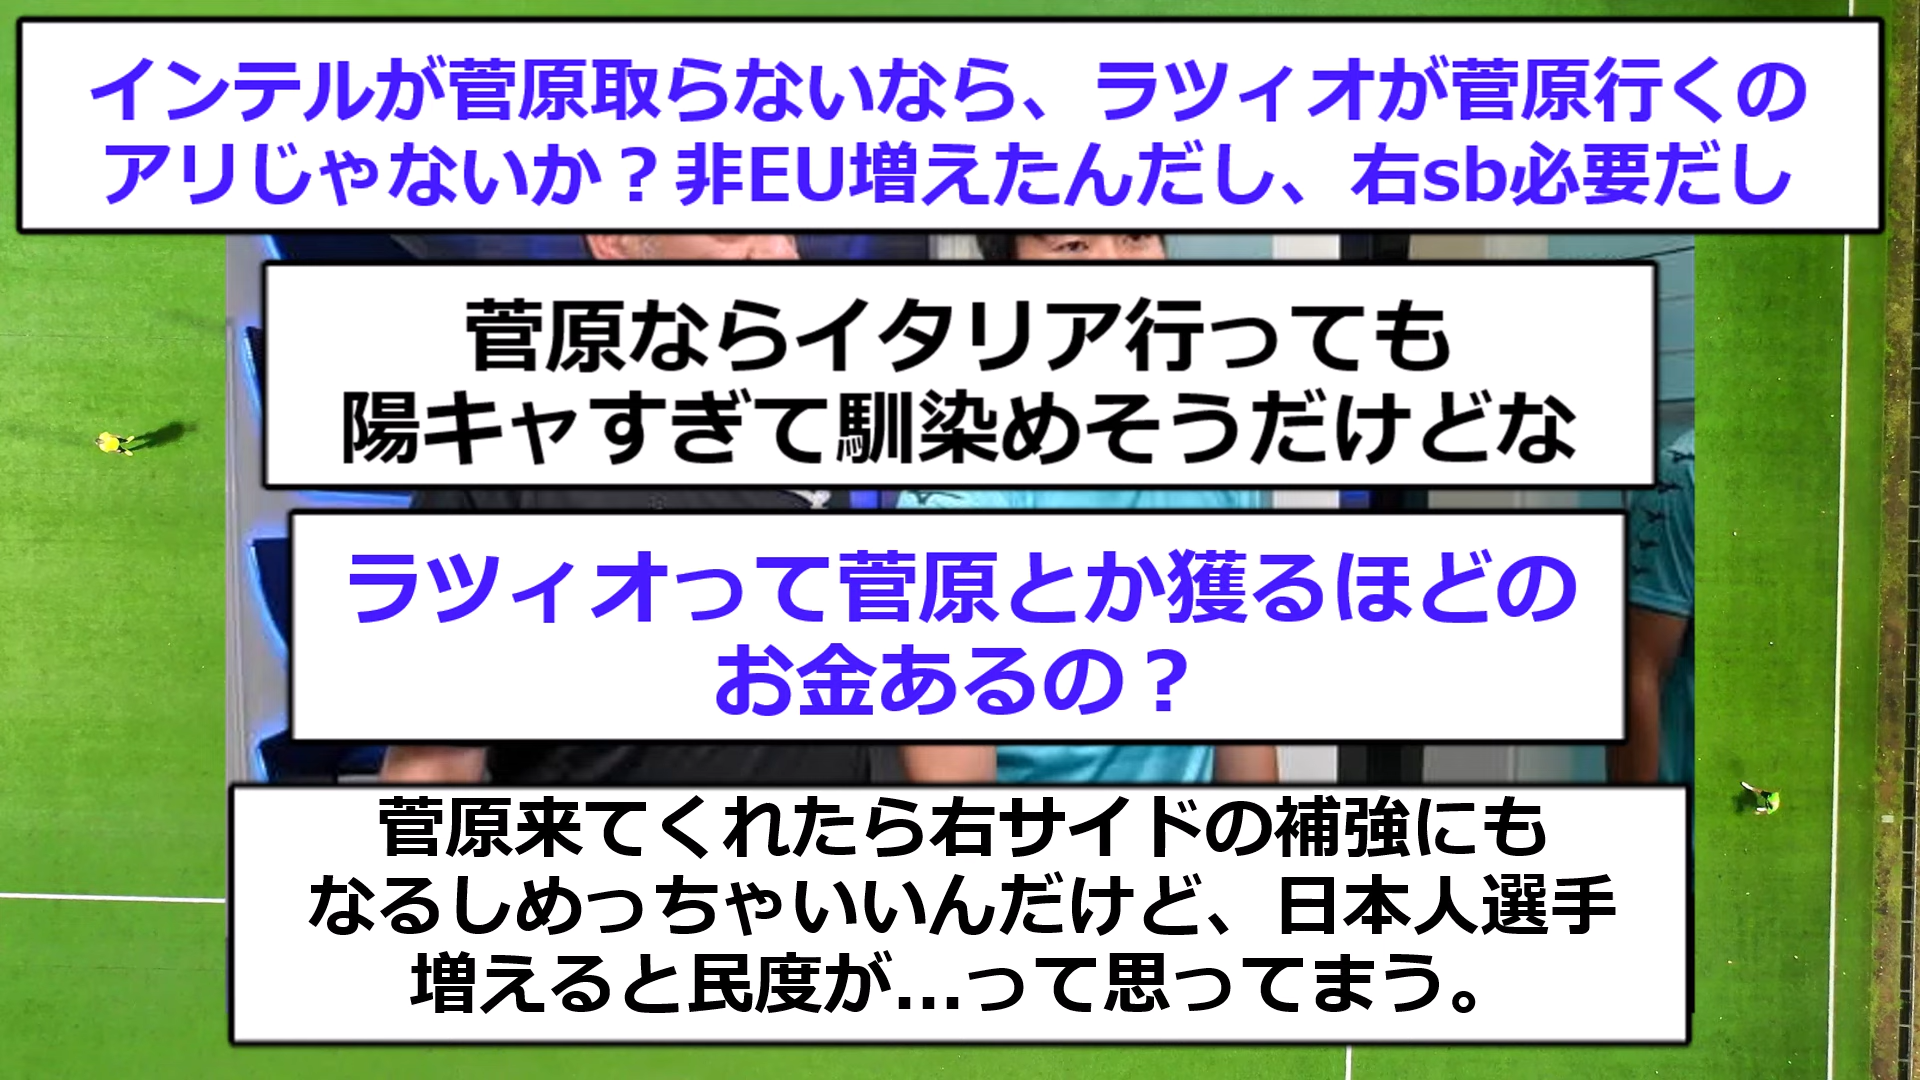 インテルが菅原取らないなら、ラツィオが菅原行くの
アリじゃないか？非EU増えたんだし、右sb必要だし
菅原ならイタリア行っても
陽キャすぎて馴染めそうだけどな
ラツィオって菅原とか獲るほどの
お金あるの？
菅原来てくれたら右サイドの補強にも
なるしめっちゃいいんだけど、日本人選手
増えると民度が…って思ってまう。